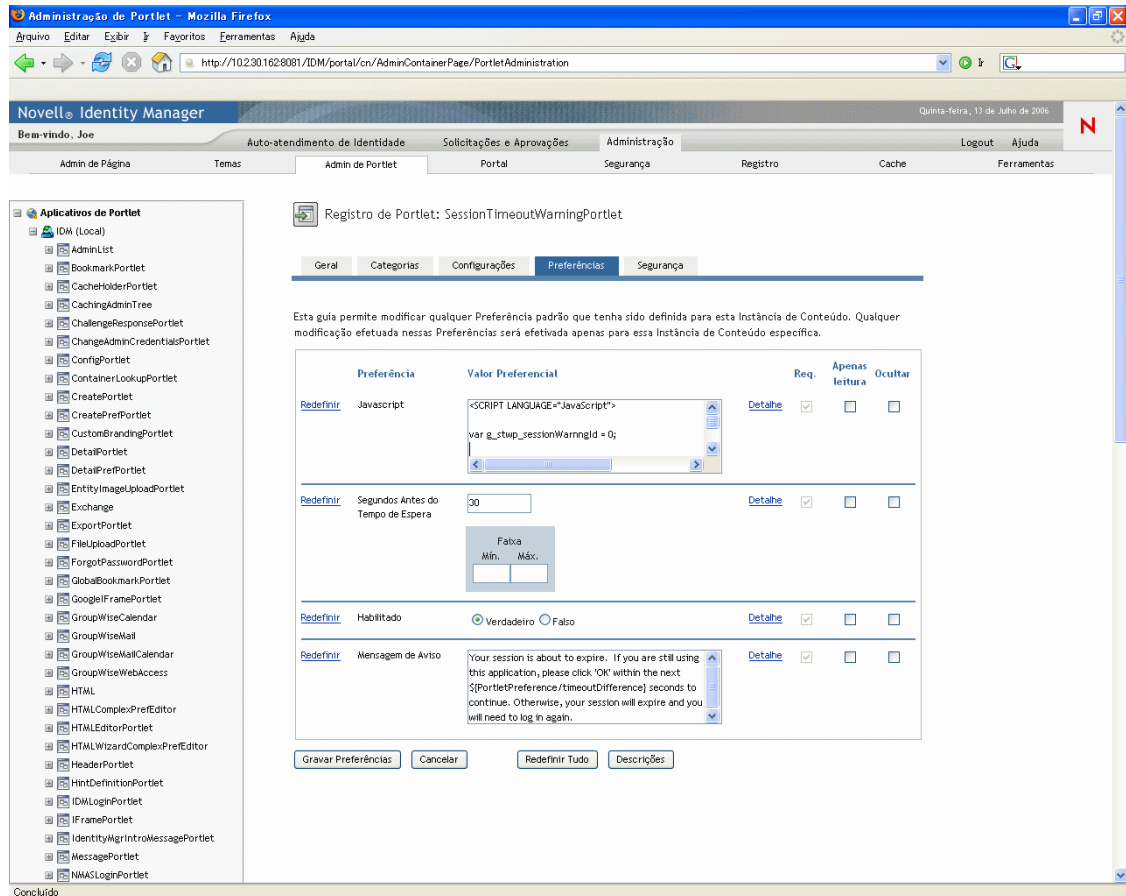 Administração de Portlet - Mozilla Firefox
Arquivo Editar Exibir Ir Favoritos Ferramentas Ajuda
http://10.2.30.162:8081/IDM/portal/cn/AdminContainerPage/PortletAdministration Ir
Novell® Identity Manager
Quinta-feira, 13 de Julho de 2006
Bem-vindo, Joe
Auto-atendimento de Identidade Solicitações e Aprovações Administração Logout Ajuda
N
Admin de Página Temas Admin de Portlet Portal Segurança Registro Cache Ferramentas
Aplicativos de Portlet
IDM (Local)
AdminList
BookmarkPortlet
CacheHolderPortlet
CachingAdminTree
ChallengeResponsePortlet
ChangeAdminCredentialsPortlet
ConfigPortlet
ContainerLookupPortlet
CreatePortlet
CreatePrefPortlet
CustomBrandingPortlet
DetailPortlet
DetailPrefPortlet
EntityImageUploadPortlet
Exchange
ExportPortlet
FileUploadPortlet
ForgotPasswordPortlet
GlobalBookmarkPortlet
GoogleIFramePortlet
GroupWiseCalendar
GroupWiseMail
GroupWiseMailCalendar
GroupWiseWebAccess
HTML
HTMLComplexPrefEditor
HTMLEditorPortlet
HTMLWizardComplexPrefEditor
HeaderPortlet
HintDefinitionPortlet
IDMLoginPortlet
IFramePortlet
IdentityMgrIntroMessagePortlet
MessagePortlet
NMASLoginPortlet
Registro de Portlet: SessionTimeoutWarningPortlet
Geral Categorias Configurações Preferências Segurança
Esta guia permite modificar qualquer Preferência padrão que tenha sido definida para esta Instância de Conteúdo. Qualquer
modificação efetuada nessas Preferências será efetivada apenas para essa Instância de Conteúdo específica.
Preferência Valor Preferencial Req. Apenas leitura Ocultar
Redefinir Javascript Detalhe
<SCRIPT LANGUAGE="JavaScript">
var g_stwp_sessionWarnngId = 0;
Redefinir Segundos Antes do Tempo de Espera 30 Detalhe
Faixa
Mín. Máx.
Redefinir Habilitado Verdadeiro Falso Detalhe
Redefinir Mensagem de Aviso Detalhe
Your session is about to expire. If you are still using
this application, please click 'OK' within the next
${PortletPreference/timeoutDifference} seconds to
continue. Otherwise, your session will expire and you
will need to log in again.
Gravar Preferências Cancelar Redefinir Tudo Descrições
Concluído